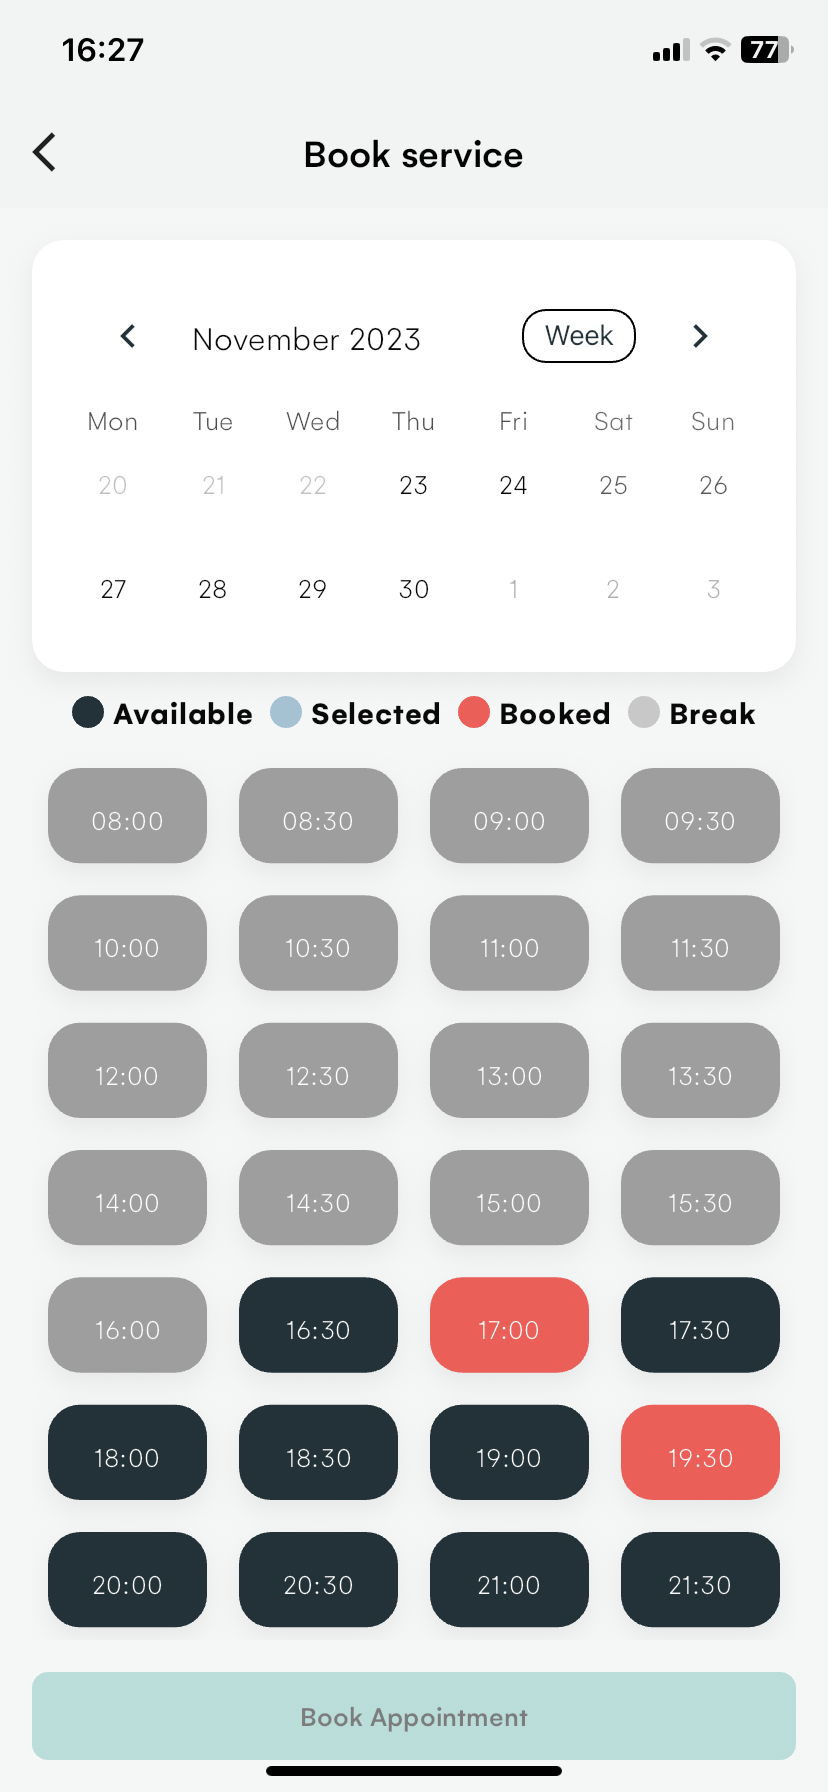 16:27
77
Book service
November 2023 Week
Mon Tue Wed Thu Fri Sat Sun
20 21 22 23 24 25 26
27 28 29 30 1 2 3
Available Selected Booked Break
08:00 08:30 09:00 09:30
10:00 10:30 11:00 11:30
12:00 12:30 13:00 13:30
14:00 14:30 15:00 15:30
16:00 16:30 17:00 17:30
18:00 18:30 19:00 19:30
20:00 20:30 21:00 21:30
Book Appointment